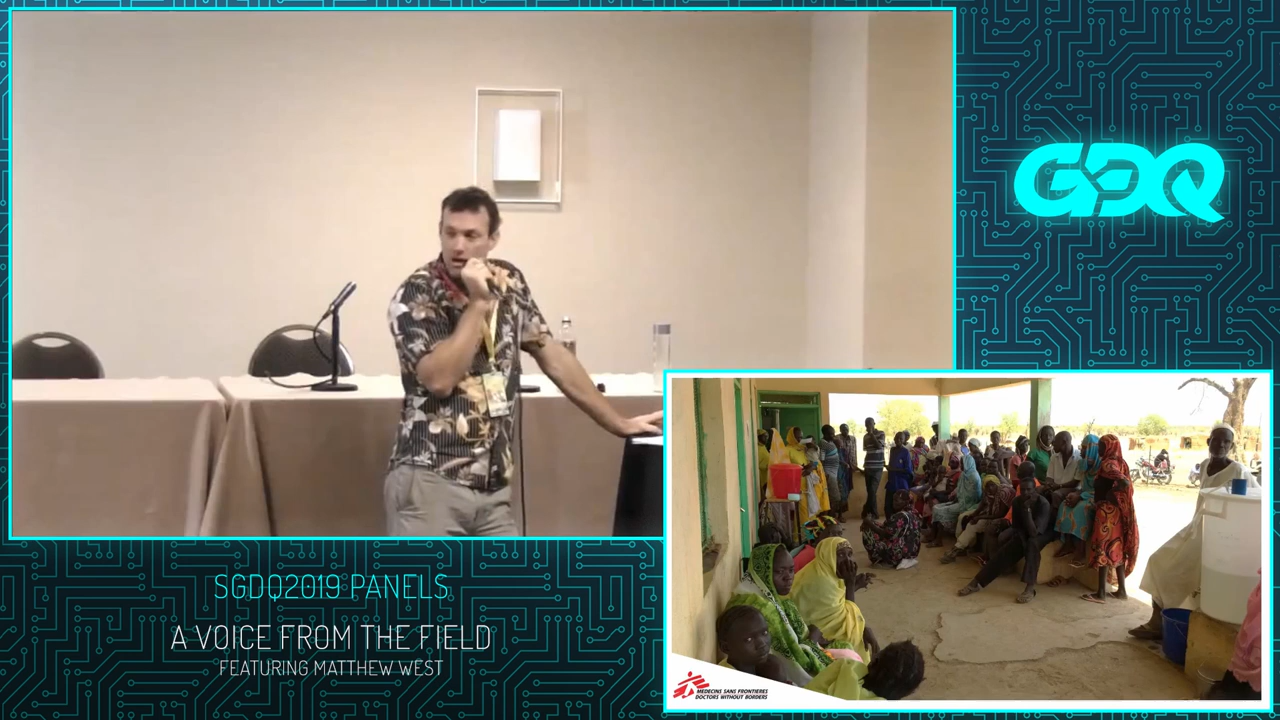 GDQ
SGDQ2019 PANELS
A VOICE FROM THE FIELD
FEATURING MATTHEW WEST
MEDECINS SANS FRONTIERES
DOCTORS WITHOUT BORDERS